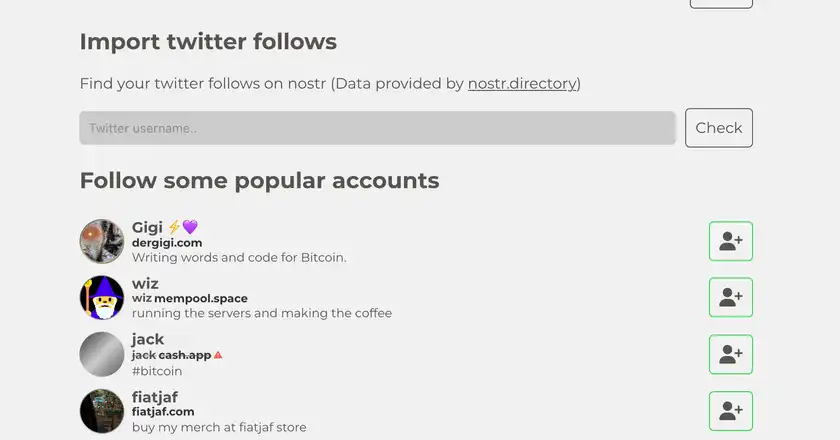 Import twitter follows
Find your twitter follows on nostr (Data provided by nostr.directory)
Twitter username..
Check
Follow some popular accounts
Gigi ⚡💜
dergigi.com
Writing words and code for Bitcoin.
wiz
wiz mempool.space
running the servers and making the coffee
jack
jack cash.app
#bitcoin
fiatjaf
fiatjaf.com
buy my merch at fiatjaf store